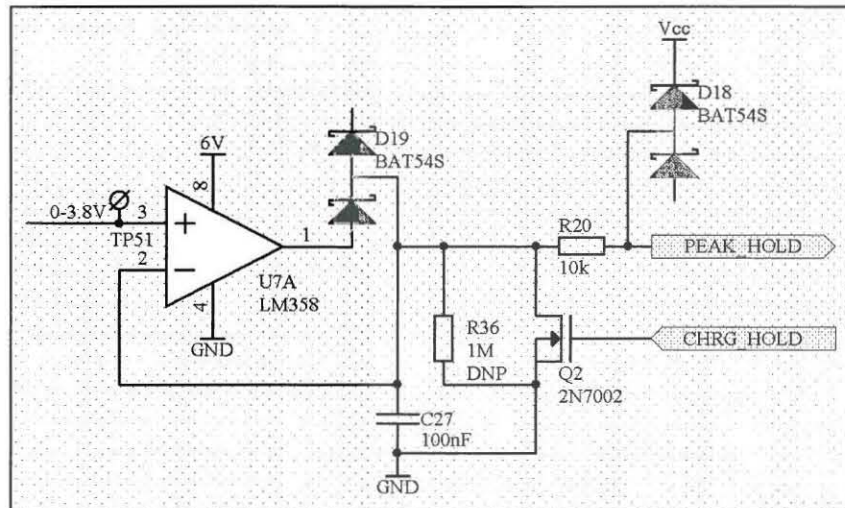 Vcc
D18
BAT54S
D19
BAT54S
6V
8
0-3.8V
3
TP51
2
1
4
U7A
LM358
GND
R20
10k
PEAK_HOLD
R36
1M
DNP
CHRG_HOLD
Q2
2N7002
C27
100nF
GND